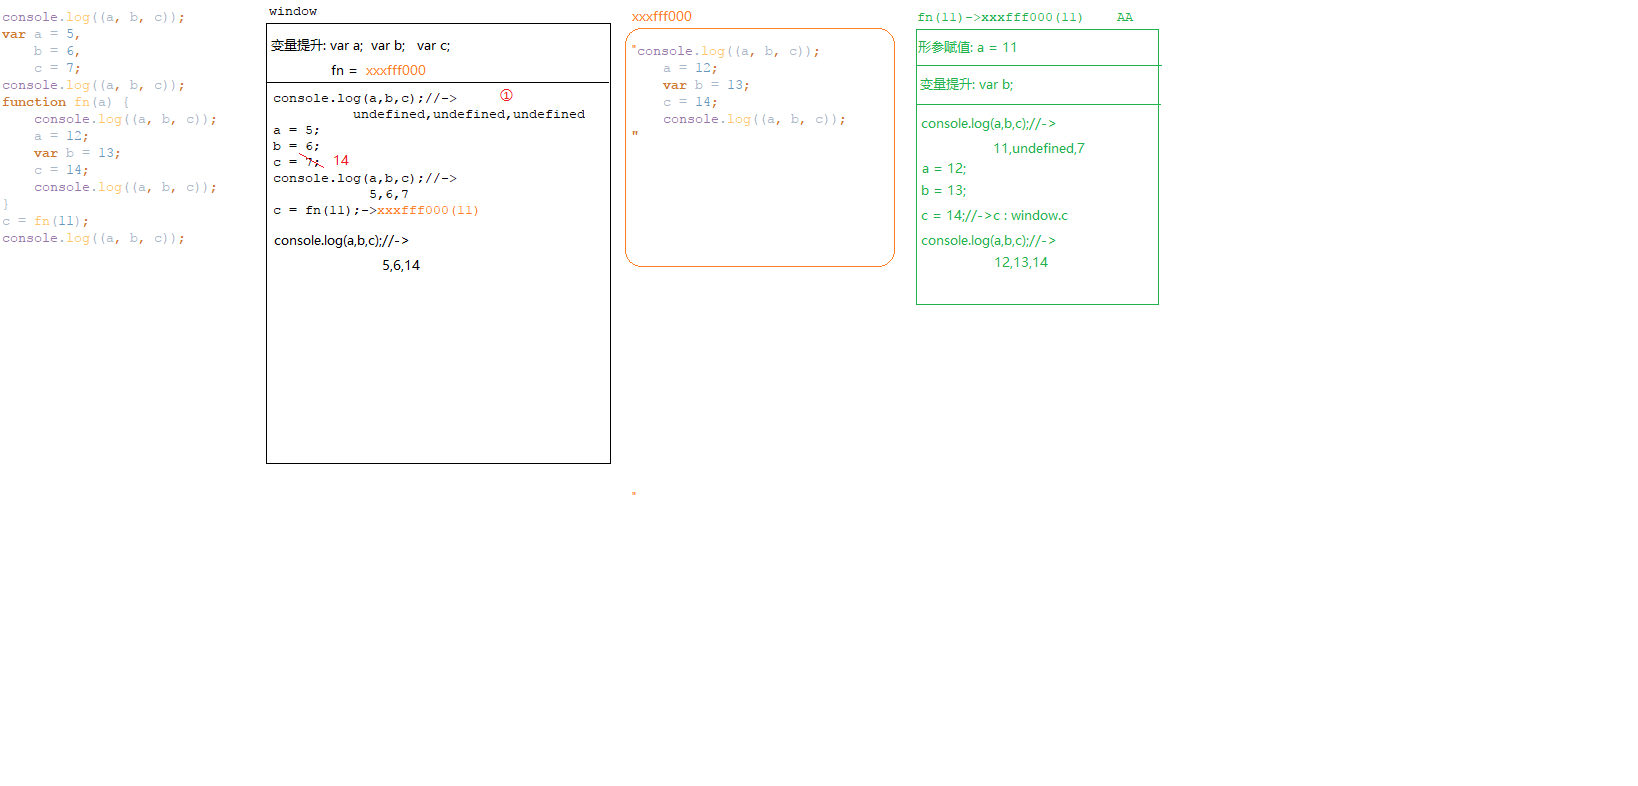 console.log((a, b, c));
var a = 5,
    b = 6,
    c = 7;
console.log((a, b, c));
function fn(a) {
    console.log((a, b, c));
    a = 12;
    var b = 13;
    c = 14;
    console.log((a, b, c));
}
c = fn(11);
console.log((a, b, c));
window
变量提升: var a;  var b;   var c;
fn =  xxxfff000
console.log(a,b,c);//-> ①
undefined,undefined,undefined
a = 5;
b = 6;
c = 7; 14
console.log(a,b,c);//->
5,6,7
c = fn(11);->xxxfff000(11)
console.log(a,b,c);//->
5,6,14
xxxfff000
"console.log((a, b, c));
    a = 12;
    var b = 13;
    c = 14;
    console.log((a, b, c));
"
fn(11)->xxxfff000(11)    AA
形参赋值: a = 11
变量提升: var b;
console.log(a,b,c);//->
11,undefined,7
a = 12;
b = 13;
c = 14;//->c : window.c
console.log(a,b,c);//->
12,13,14